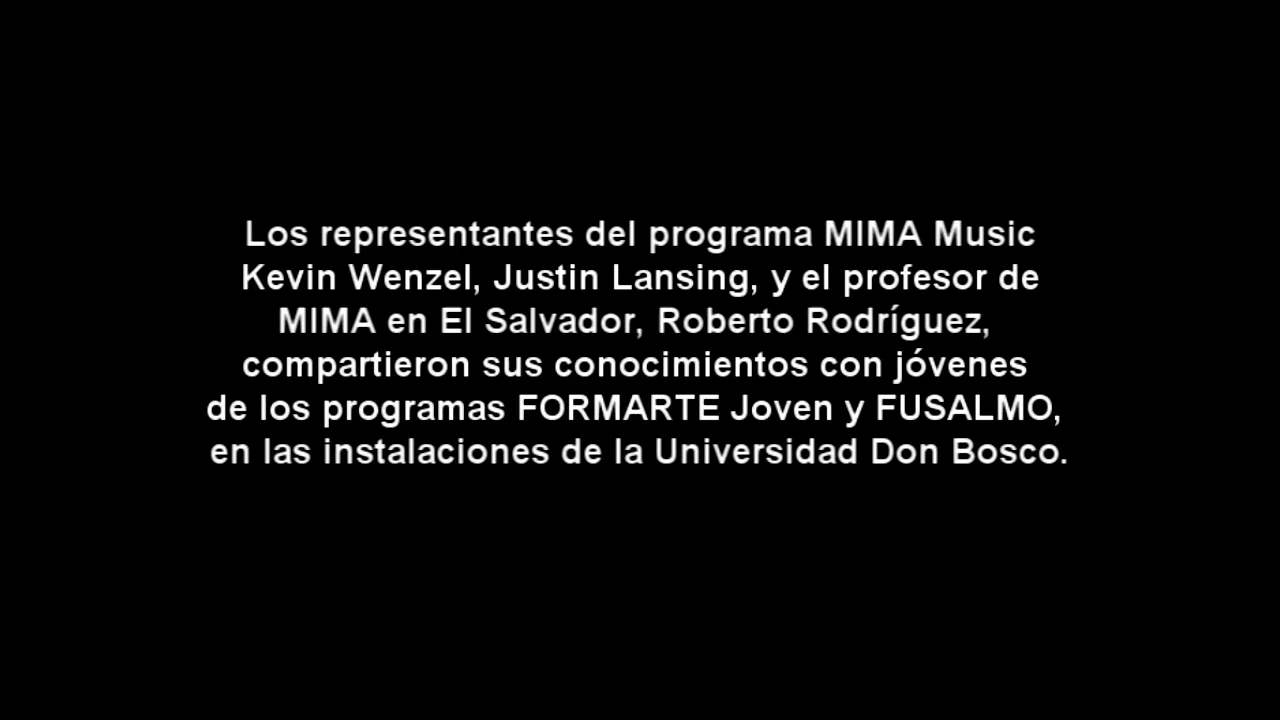 Los representantes del programa MIMA Music
Kevin Wenzel, Justin Lansing, y el profesor de
MIMA en El Salvador, Roberto Rodríguez,
compartieron sus conocimientos con jóvenes
de los programas FORMARTE Joven y FUSALMO,
en las instalaciones de la Universidad Don Bosco.